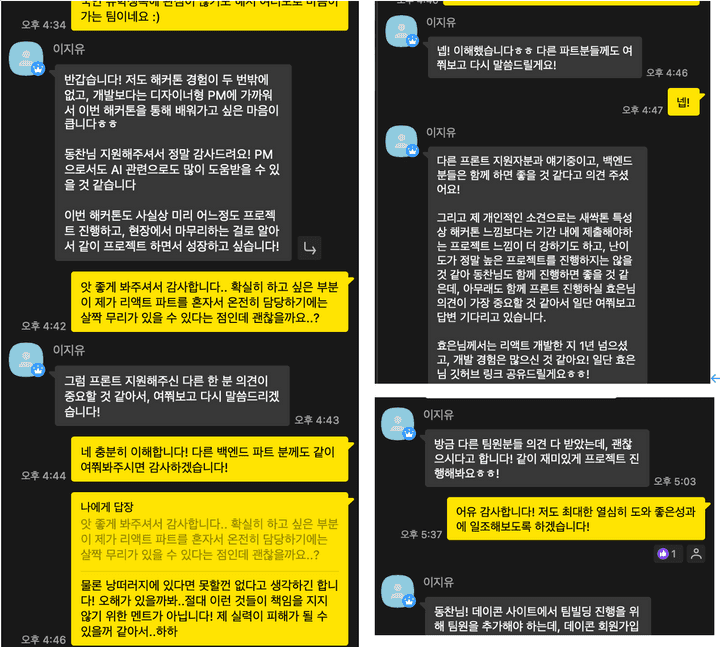 국인 유학생쪽에 관심이 많기도 해서 여러모로 마음이
가는 팀이네요 :)
오후 4:34
이지유
반갑습니다! 저도 해커톤 경험이 두 번밖에
없고, 개발보다는 디자이너형 PM에 가까워
서 이번 해커톤을 통해 배워가고 싶은 마음이
큽니다ㅎㅎ
동찬님 지원해주셔서 정말 감사드려요! PM
으로서도 AI 관련으로도 많이 도움받을 수 있
을 것 같습니다
이번 해커톤도 사실상 미리 어느정도 프로젝
트 진행하고, 현장에서 마무리하는 걸로 알아
서 같이 프로젝트 하면서 성장하고 싶습니다!
앗 좋게 봐주셔서 감사합니다.. 확실히 하고 싶은 부분
이 제가 리액트 파트를 혼자서 온전히 담당하기에는
살짝 무리가 있을 수 있다는 점인데 괜찮을까요..?
오후 4:42
이지유
그럼 프론트 지원해주신 다른 한 분 의견이
중요할 것 같아서, 여쭤보고 다시 말씀드리겠
습니다!
오후 4:43
네 충분히 이해합니다! 다른 백엔드 파트 분께도 같이
여쭤봐주시면 감사하겠습니다!
오후 4:44
나에게 답장
앗 좋게 봐주셔서 감사합니다.. 확실히 하고 싶은 부분
이 제가 리액트 파트를 혼자서 온전히 담당하기에는
살짝 무리가 있을 수 있다는 점인데 괜찮을까요..?
물론 낭떠러지에 있다면 못할껀 없다고 생각하긴 합니
다! 오해가 있을까봐..절대 이런 것들이 책임을 지지
않기 위한 멘트가 아닙니다! 제 실력이 피해가 될 수
있을꺼 같아서..하하
오후 4:46
이지유
넵! 이해했습니다ㅎㅎ 다른 파트분들께도 여
쭤보고 다시 말씀드릴게요!
오후 4:46
넵!
오후 4:47
이지유
다른 프론트 지원자분과 얘기중이고, 백엔드
분들은 함께 하면 좋을 것 같다고 의견 주셨
어요!
그리고 제 개인적인 소견으로는 새싹톤 특성
상 해커톤 느낌보다는 기간 내에 제출해야하
는 프로젝트 느낌이 더 강하기도 하고, 난이
도가 정말 높은 프로젝트를 진행하지는 않을
것 같아 동찬님도 함께 진행하면 좋을 것 같
은데, 아무래도 함께 프론트 진행하실 효은님
의견이 가장 중요할 것 같아서 일단 여쭤보고
답변 기다리고 있습니다.
효은님께서는 리액트 개발한 지 1년 넘으셨
고, 개발 경험은 많으신 것 같아요! 일단 효은
님 깃허브 링크 공유드릴게요ㅎㅎ!
이지유
방금 다른 팀원분들 의견 다 받았는데, 괜찮
으시다고 합니다! 같이 재미있게 프로젝트 진
행해봐요ㅎㅎ!
오후 5:03
어유 감사합니다! 저도 최대한 열심히 도와 좋은성과
에 일조해보도록 하겠습니다!
오후 5:37
1
이지유
동찬님! 데이콘 사이트에서 팀빌딩 진행을 위
해 팀원을 추가해야 하는데, 데이콘 회원가입